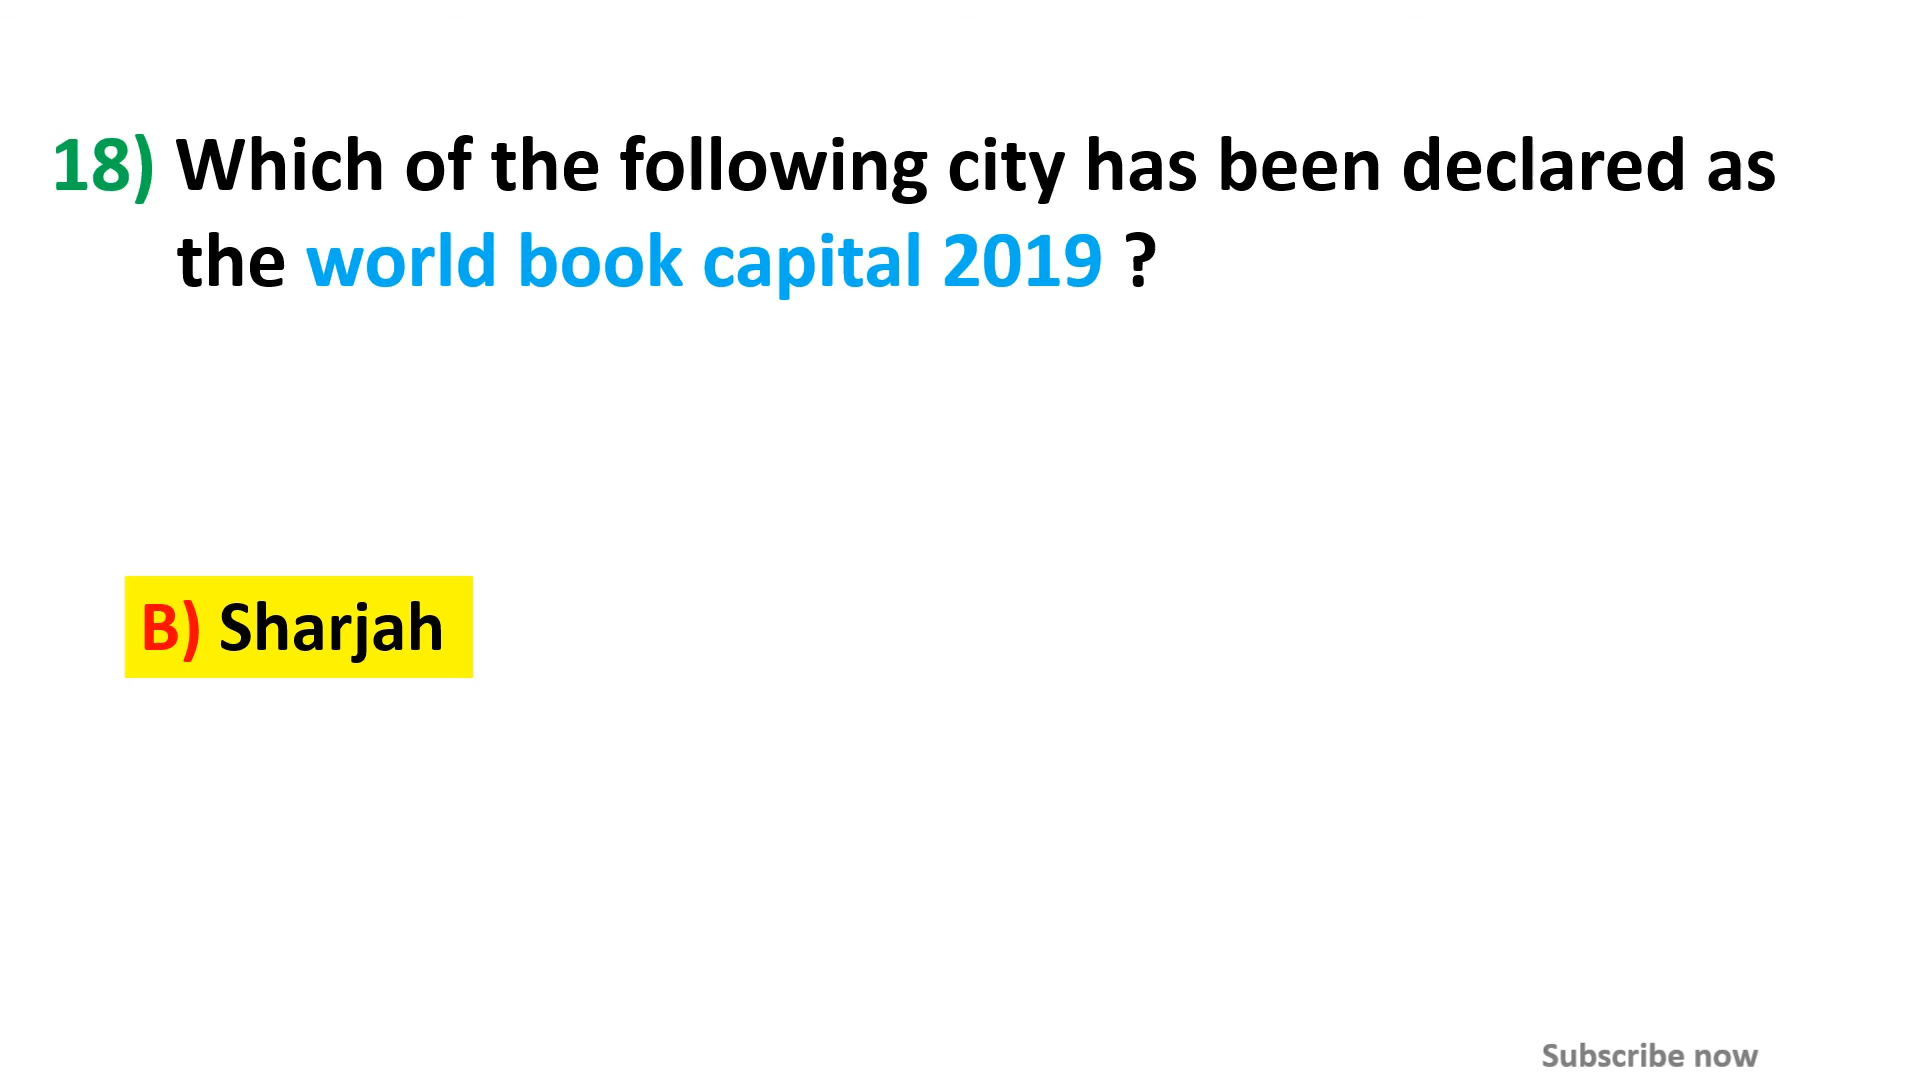 18) Which of the following city has been declared as
the world book capital 2019 ?
B) Sharjah
Subscribe now